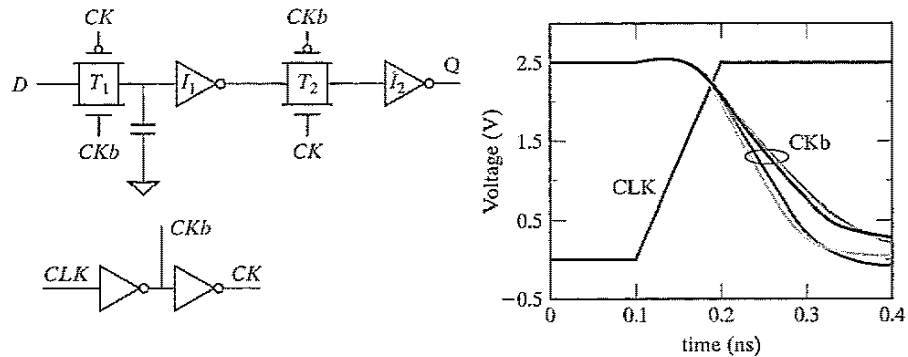 CK
CKb
D
T1
I1
T2
I2
Q
CKb
CK
CKb
CLK
CK
2.5
1.5
0.5
−0.5
Voltage (V)
CLK
CKb
0
0.1
0.2
0.3
0.4
time (ns)